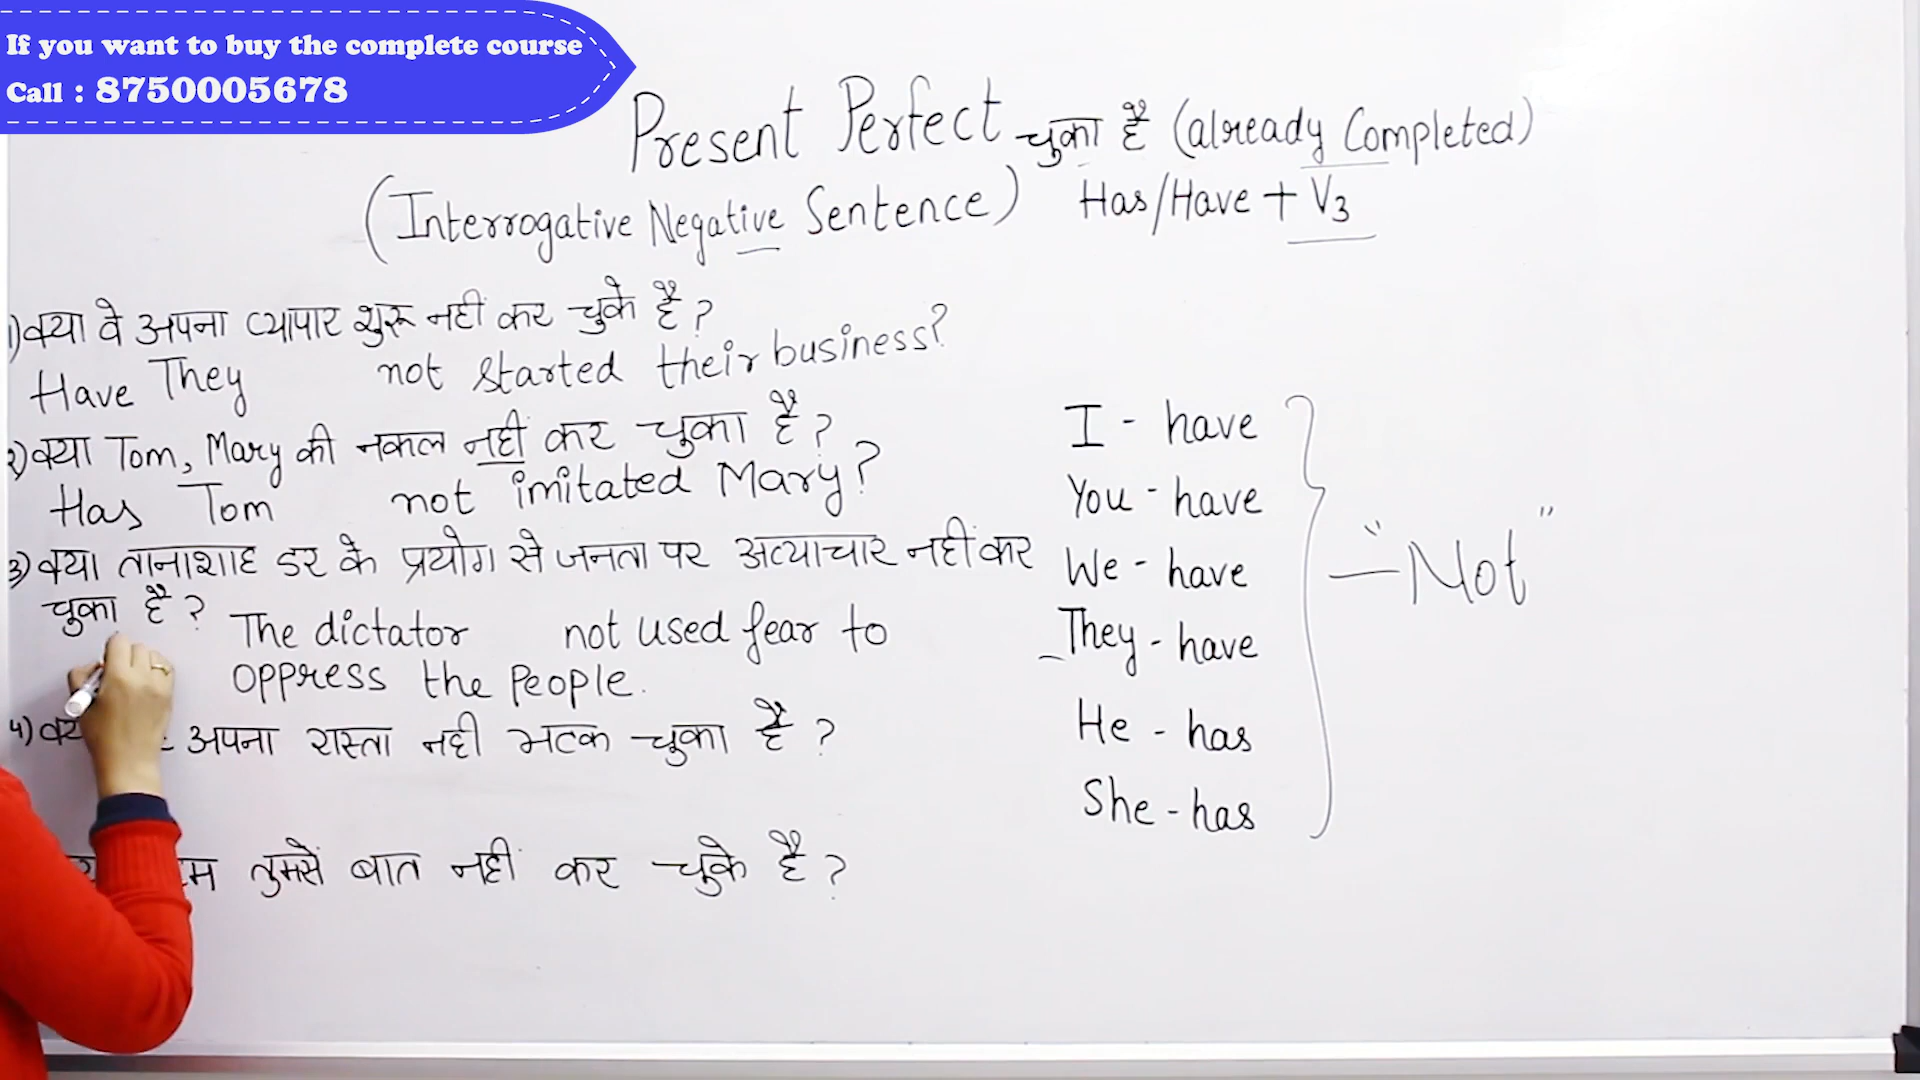 If you want to buy the complete course
Call : 8750005678
Present Perfect चुका है (already Completed)
(Interrogative Negative Sentence) Has/Have + V3
1) क्या वे अपना व्यापार शुरू नहीं कर चुके है ?
Have They not started their business?
2) क्या Tom, Mary की नकल नहीं कर चुका है ?
Has Tom not imitated Mary?
3) क्या तानाशाह डर के प्रयोग से जनता पर अत्याचार नहीं कर
चुका है ? The dictator not used fear to
oppress the People.
4) अपना रास्ता नही भटक चुका है ?
तुमसें बात नहीं कर चुके है ?
I - have
You - have
We - have
They - have
He - has
She - has
— "Not"